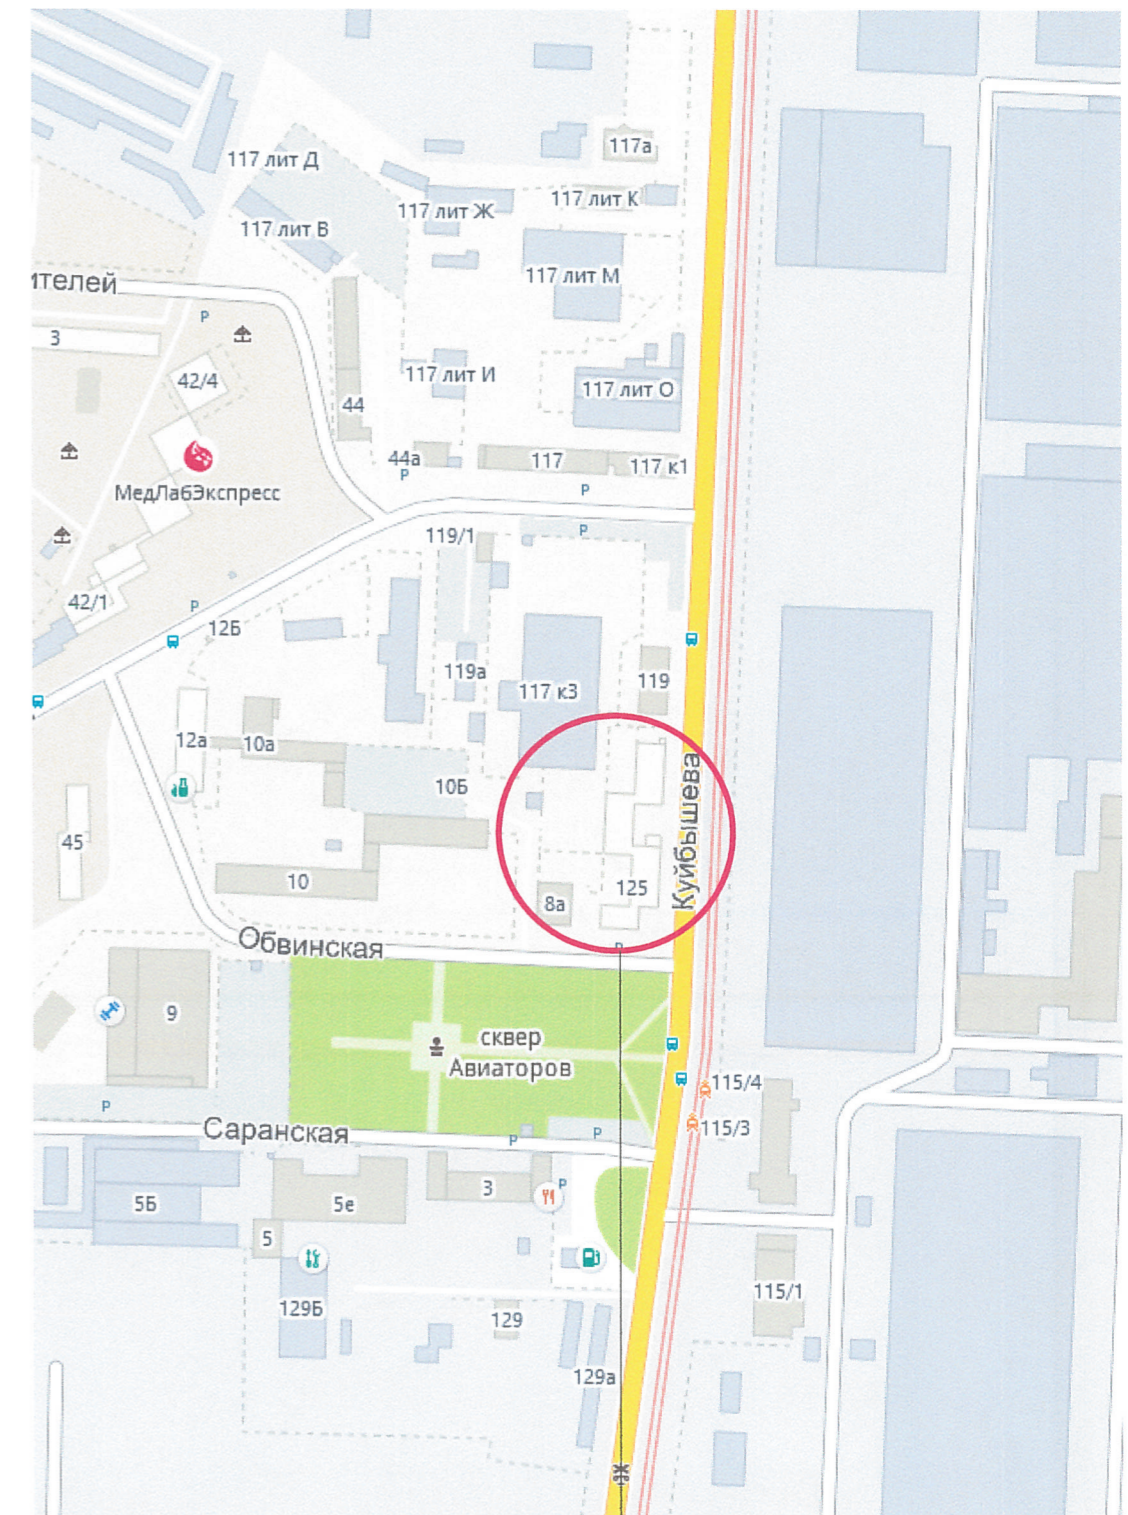 117а
117 лит Д
117 лит К
117 лит Ж
117 лит В
117 лит М
ителей
P
3
42/4
117 лит И
117 лит О
44
44а
117
117 к1
P
P
МедЛабЭкспресс
119/1
P
42/1
P
12Б
119а
119
117 к3
12а
10а
10Б
Куйбышева
45
10
125
8а
Обвинская
P
9
сквер
Авиаторов
115/4
P
115/3
Саранская
P
P
3
P
5Б
5е
5
115/1
129Б
129
129а